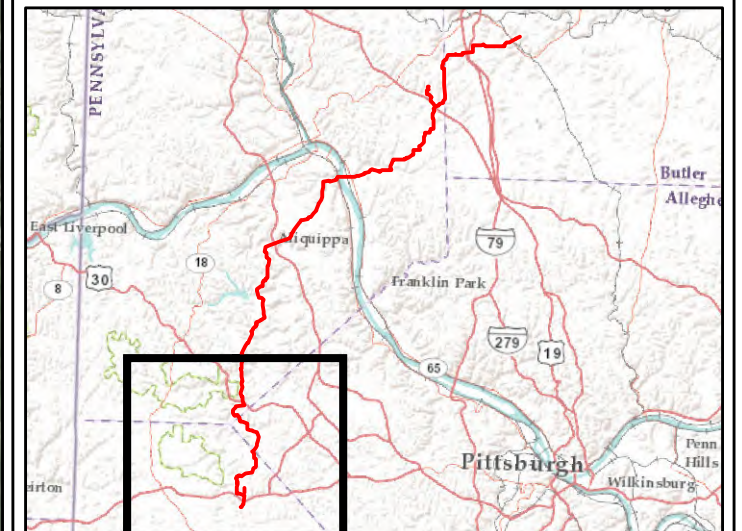 PENNSYLVA
Butler
Alleghe
East Liverpool
Aliquippa
79
18
8
30
Franklin Park
279
19
65
Pittsburgh
Penn
Hills
Wilkinsburg
eirton